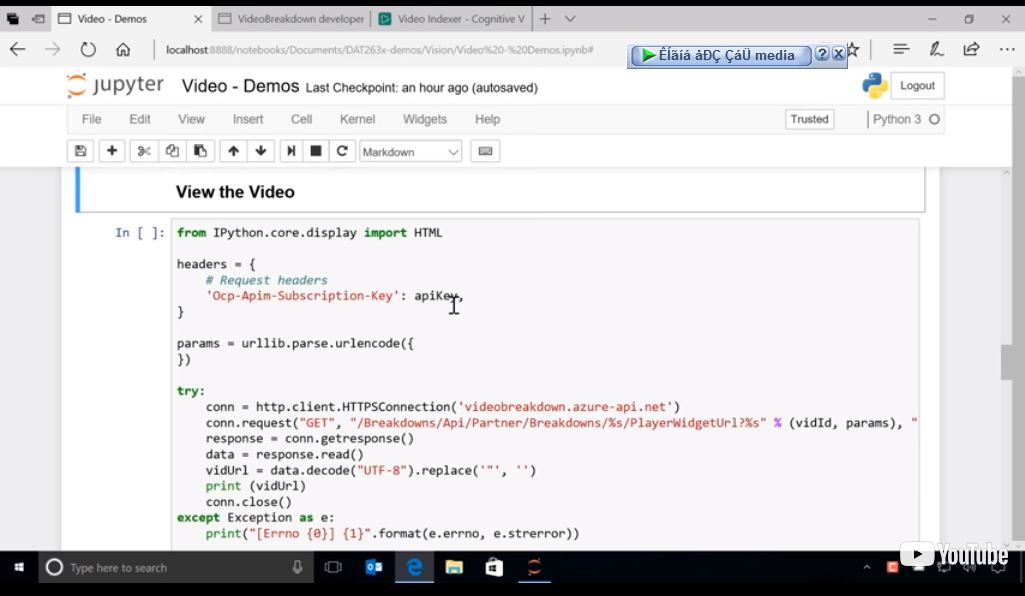 Video - Demos
VideoBreakdown developer
Video Indexer - Cognitive V
localhost:8888/notebooks/Documents/DAT263x-demos/Vision/Video%20-%20Demos.ipynb#
ÊÍãíá åÐÇ ÇáÜ media
?
X
jupyter
Video - Demos Last Checkpoint: an hour ago (autosaved)
Logout
File Edit View Insert Cell Kernel Widgets Help
Trusted
Python 3
Markdown
View the Video
In [ ]:
from IPython.core.display import HTML
headers = {
# Request headers
'Ocp-Apim-Subscription-Key': apiKey,
}
params = urllib.parse.urlencode({
})
try:
conn = http.client.HTTPSConnection('videobreakdown.azure-api.net')
conn.request("GET", "/Breakdowns/Api/Partner/Breakdowns/%s/PlayerWidgetUrl?%s" % (vidId, params), "
response = conn.getresponse()
data = response.read()
vidUrl = data.decode("UTF-8").replace('"', '')
print (vidUrl)
conn.close()
except Exception as e:
print("[Errno {0}] {1}".format(e.errno, e.strerror))
YouTube
Type here to search